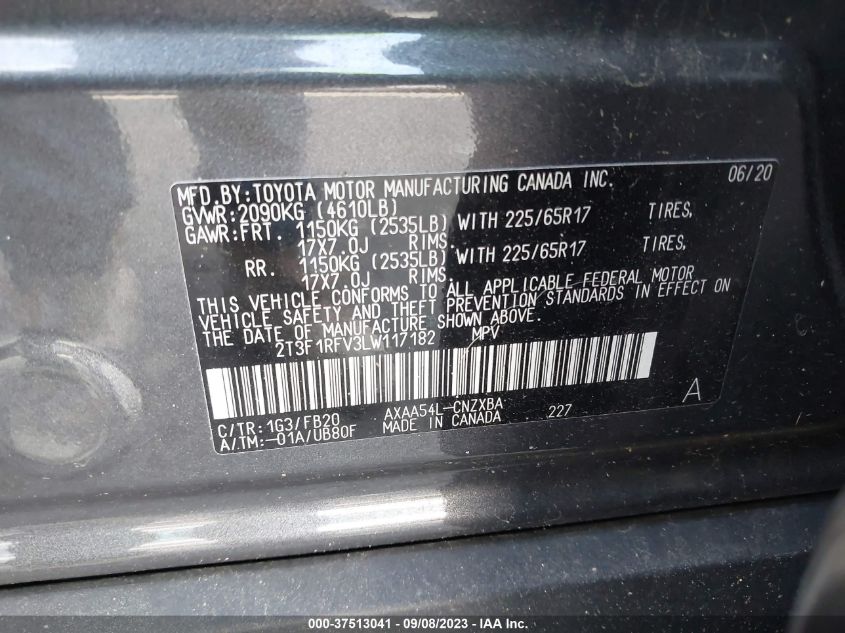 MFD.BY:TOYOTA MOTOR MANUFACTURING CANADA INC. 06/20
GVWR:2090KG (4610LB)
GAWR:FRT. 1150KG (2535LB) WITH 225/65R17 TIRES,
17X7.0J RIMS.
RR. 1150KG (2535LB) WITH 225/65R17 TIRES,
17X7.0J RIMS.
THIS VEHICLE CONFORMS TO ALL APPLICABLE FEDERAL MOTOR
VEHICLE SAFETY AND THEFT PREVENTION STANDARDS IN EFFECT ON
THE DATE OF MANUFACTURE SHOWN ABOVE.
2T3F1RFV3LW117182 MPV
C/TR:1G3/FB20 AXAA54L-CNZXBA 227 A
A/TM:-01A/UB80F MADE IN CANADA
000-37513041 - 09/08/2023 - IAA Inc.